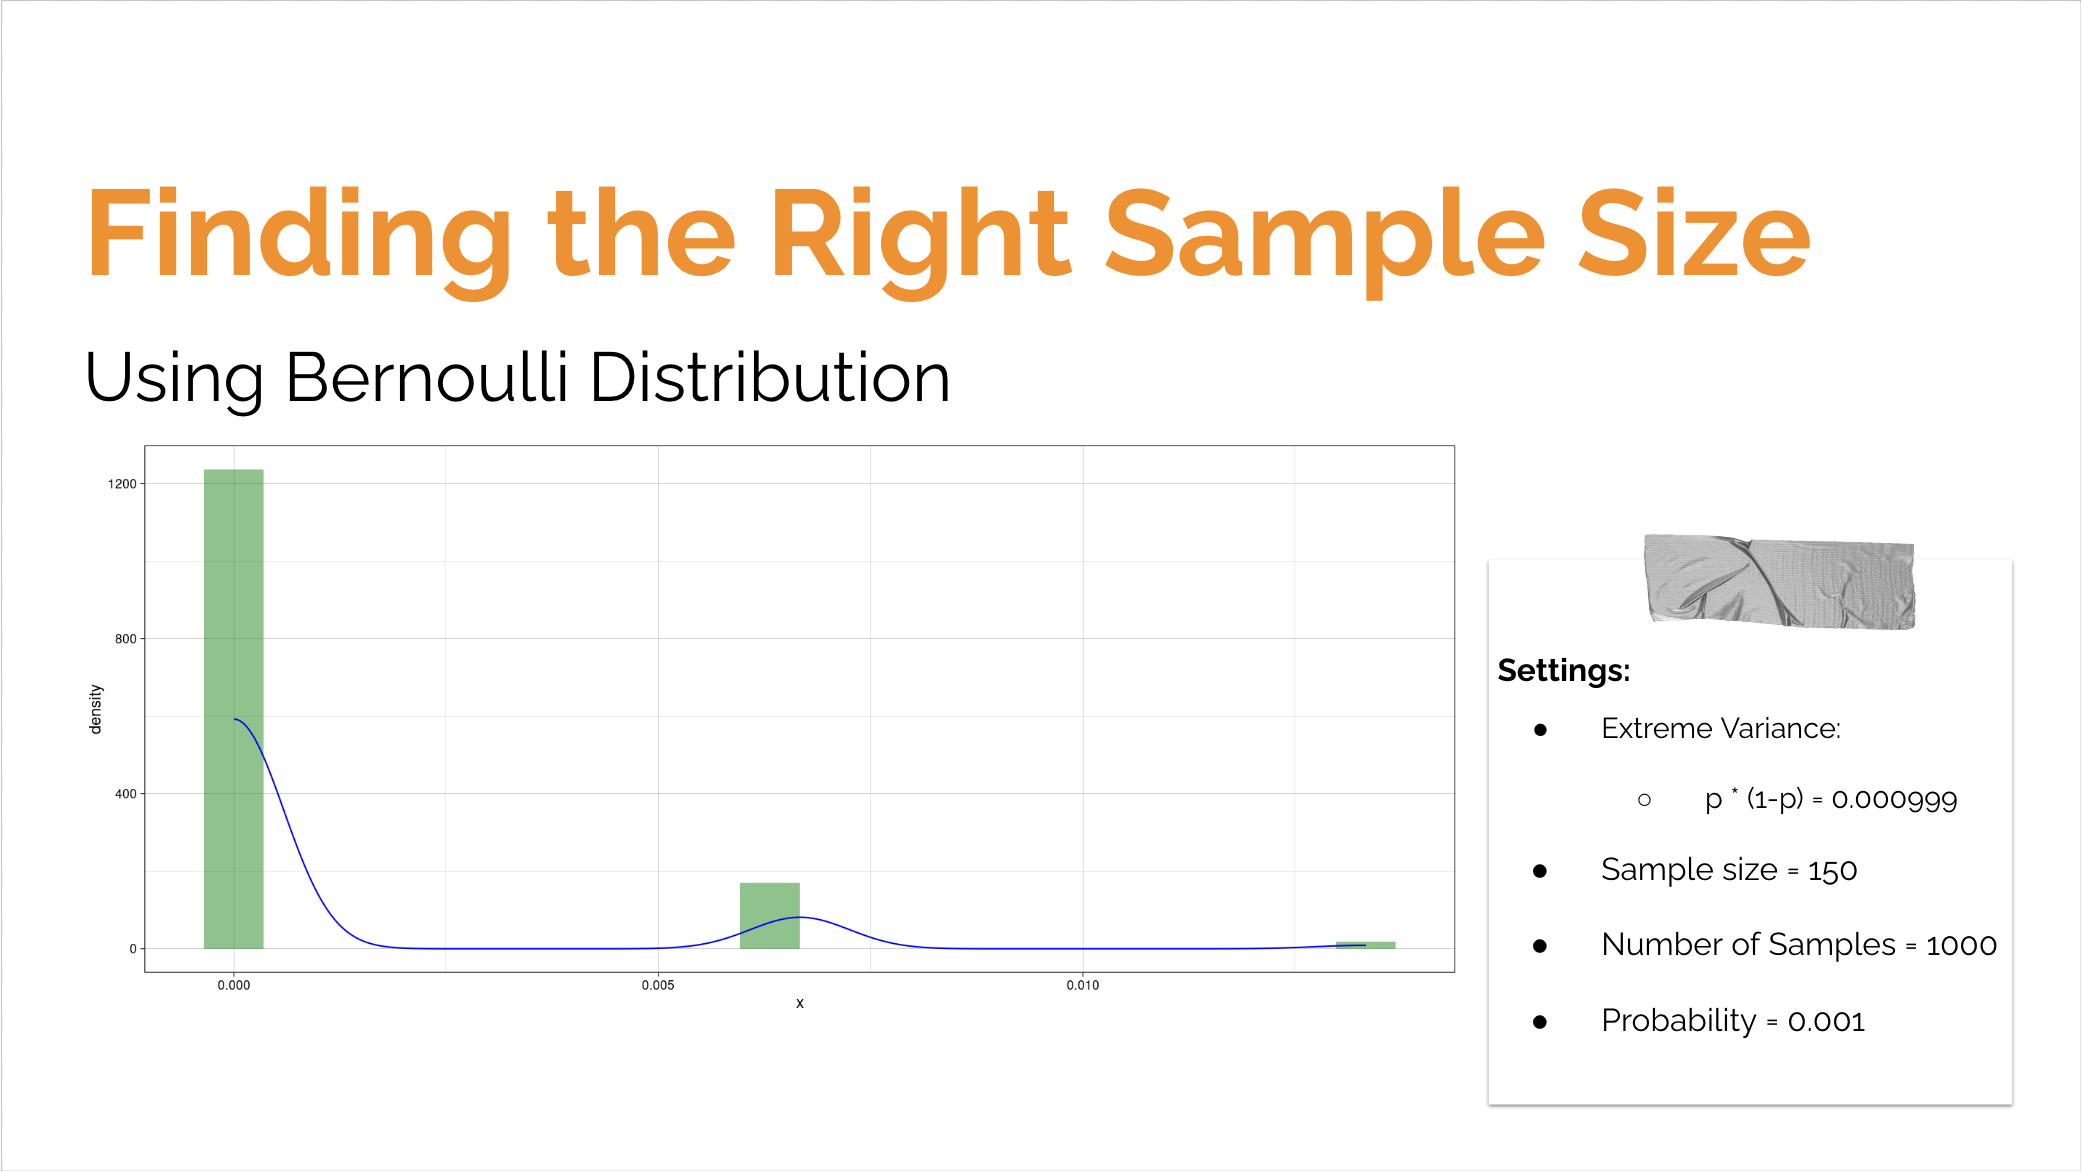 Finding the Right Sample Size
Using Bernoulli Distribution
1200
800
400
0
density
0.000
0.005
0.010
x
Settings:
● Extreme Variance:
○ p * (1-p) = 0.000999
● Sample size = 150
● Number of Samples = 1000
● Probability = 0.001